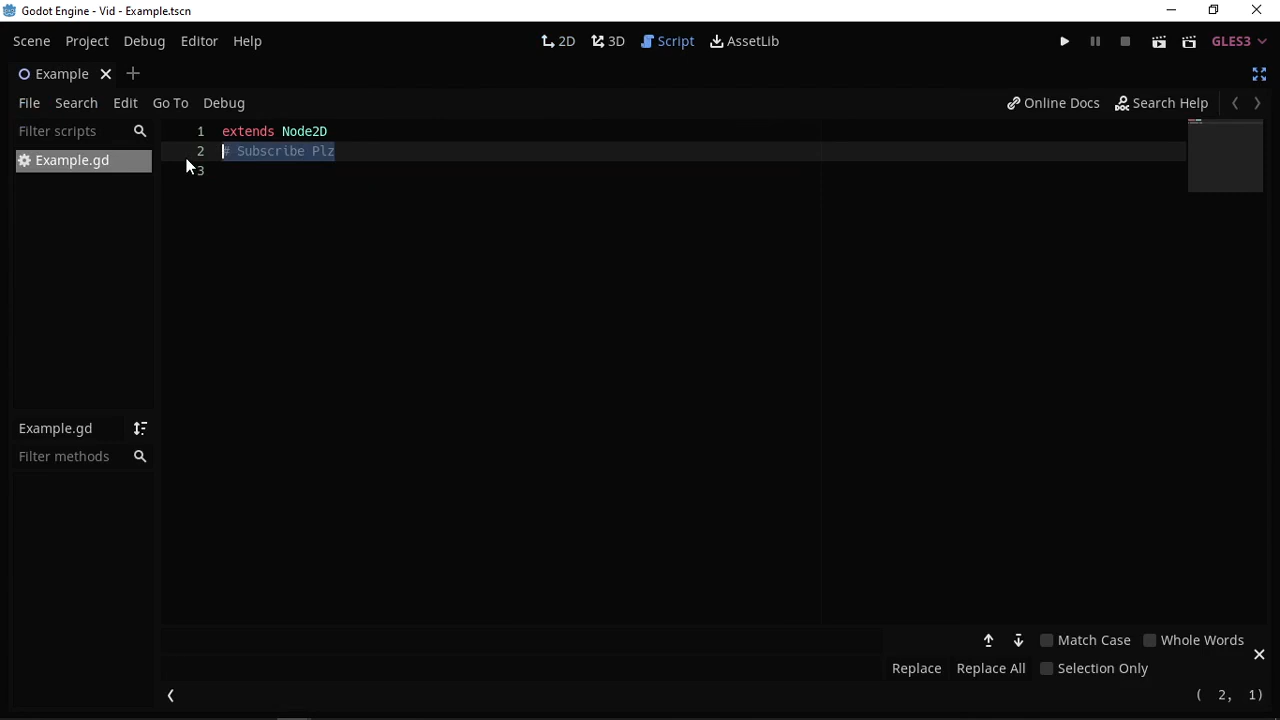 Godot Engine - Vid - Example.tscn
Scene Project Debug Editor Help 2D 3D Script AssetLib GLES3
Example
File Search Edit Go To Debug Online Docs Search Help
Filter scripts
Example.gd
1 extends Node2D
2 # Subscribe Plz
3
Example.gd
Filter methods
Match Case Whole Words
Replace Replace All Selection Only
( 2, 1)